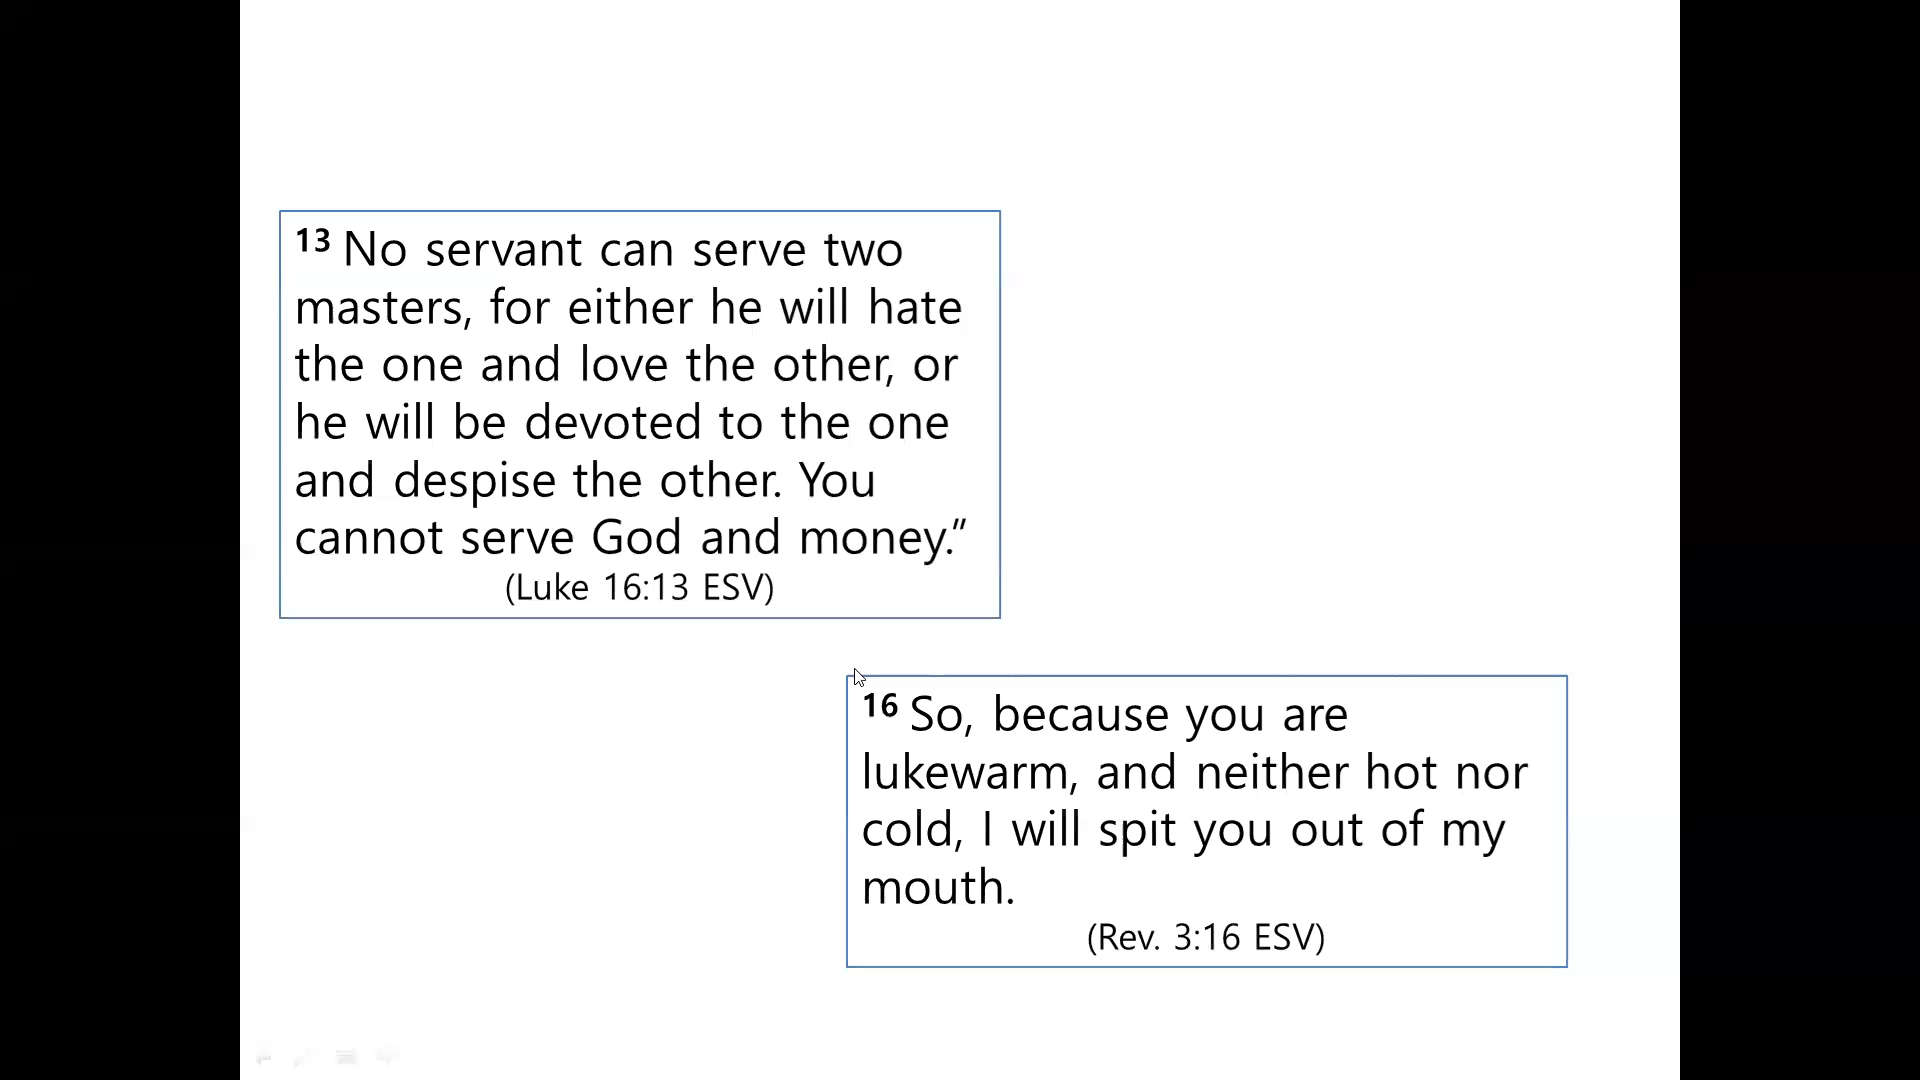 13 No servant can serve two
masters, for either he will hate
the one and love the other, or
he will be devoted to the one
and despise the other. You
cannot serve God and money.”
(Luke 16:13 ESV)
16 So, because you are
lukewarm, and neither hot nor
cold, I will spit you out of my
mouth.
(Rev. 3:16 ESV)